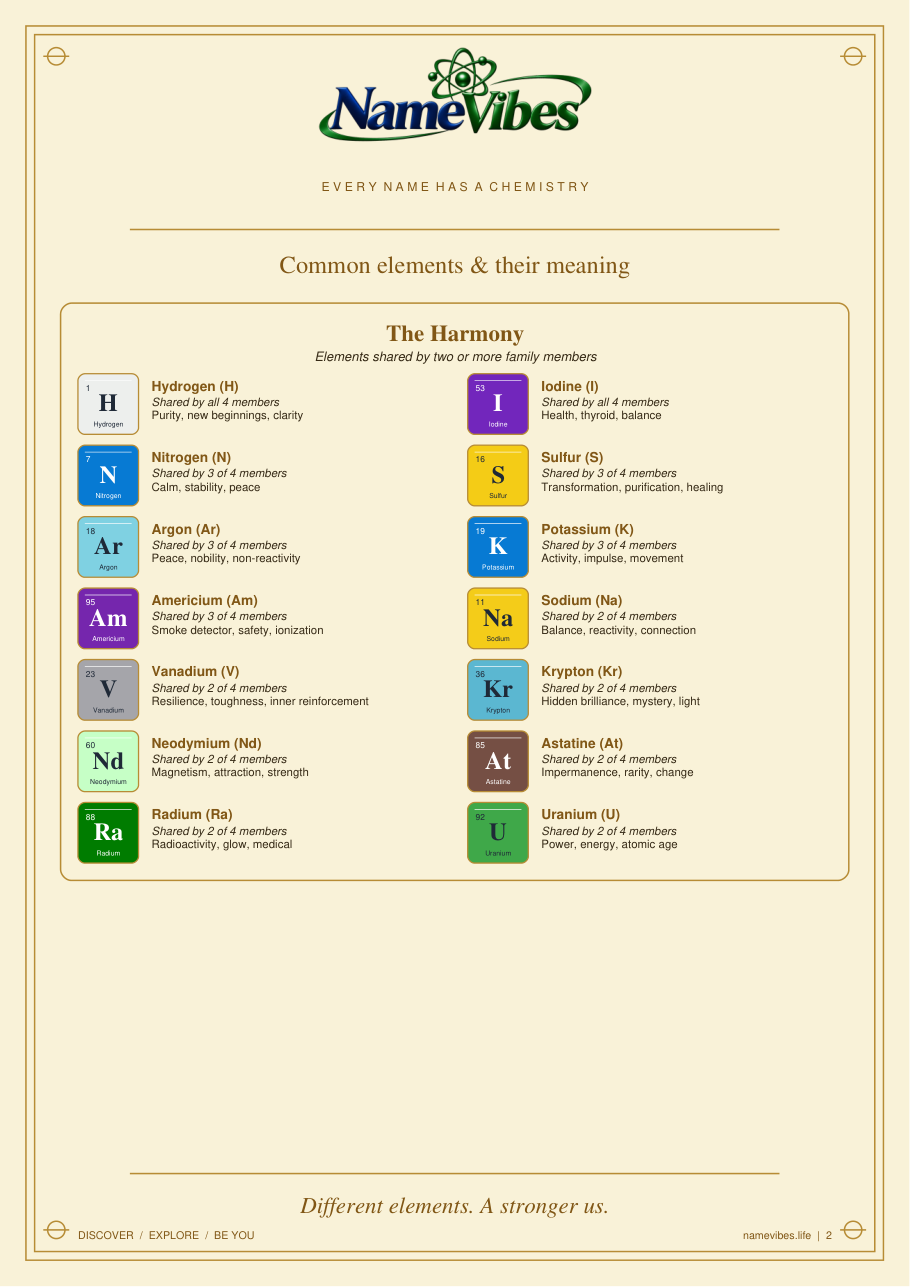 NameVibes
EVERY NAME HAS A CHEMISTRY
Common elements & their meaning
The Harmony
Elements shared by two or more family members
1
H
Hydrogen
Hydrogen (H)
Shared by all 4 members
Purity, new beginnings, clarity
53
I
Iodine
Iodine (I)
Shared by all 4 members
Health, thyroid, balance
7
N
Nitrogen
Nitrogen (N)
Shared by 3 of 4 members
Calm, stability, peace
16
S
Sulfur
Sulfur (S)
Shared by 3 of 4 members
Transformation, purification, healing
18
Ar
Argon
Argon (Ar)
Shared by 3 of 4 members
Peace, nobility, non-reactivity
19
K
Potassium
Potassium (K)
Shared by 3 of 4 members
Activity, impulse, movement
95
Am
Americium
Americium (Am)
Shared by 3 of 4 members
Smoke detector, safety, ionization
11
Na
Sodium
Sodium (Na)
Shared by 2 of 4 members
Balance, reactivity, connection
23
V
Vanadium
Vanadium (V)
Shared by 2 of 4 members
Resilience, toughness, inner reinforcement
36
Kr
Krypton
Krypton (Kr)
Shared by 2 of 4 members
Hidden brilliance, mystery, light
60
Nd
Neodymium
Neodymium (Nd)
Shared by 2 of 4 members
Magnetism, attraction, strength
85
At
Astatine
Astatine (At)
Shared by 2 of 4 members
Impermanence, rarity, change
88
Ra
Radium
Radium (Ra)
Shared by 2 of 4 members
Radioactivity, glow, medical
92
U
Uranium
Uranium (U)
Shared by 2 of 4 members
Power, energy, atomic age
Different elements. A stronger us.
DISCOVER / EXPLORE / BE YOU
namevibes.life | 2